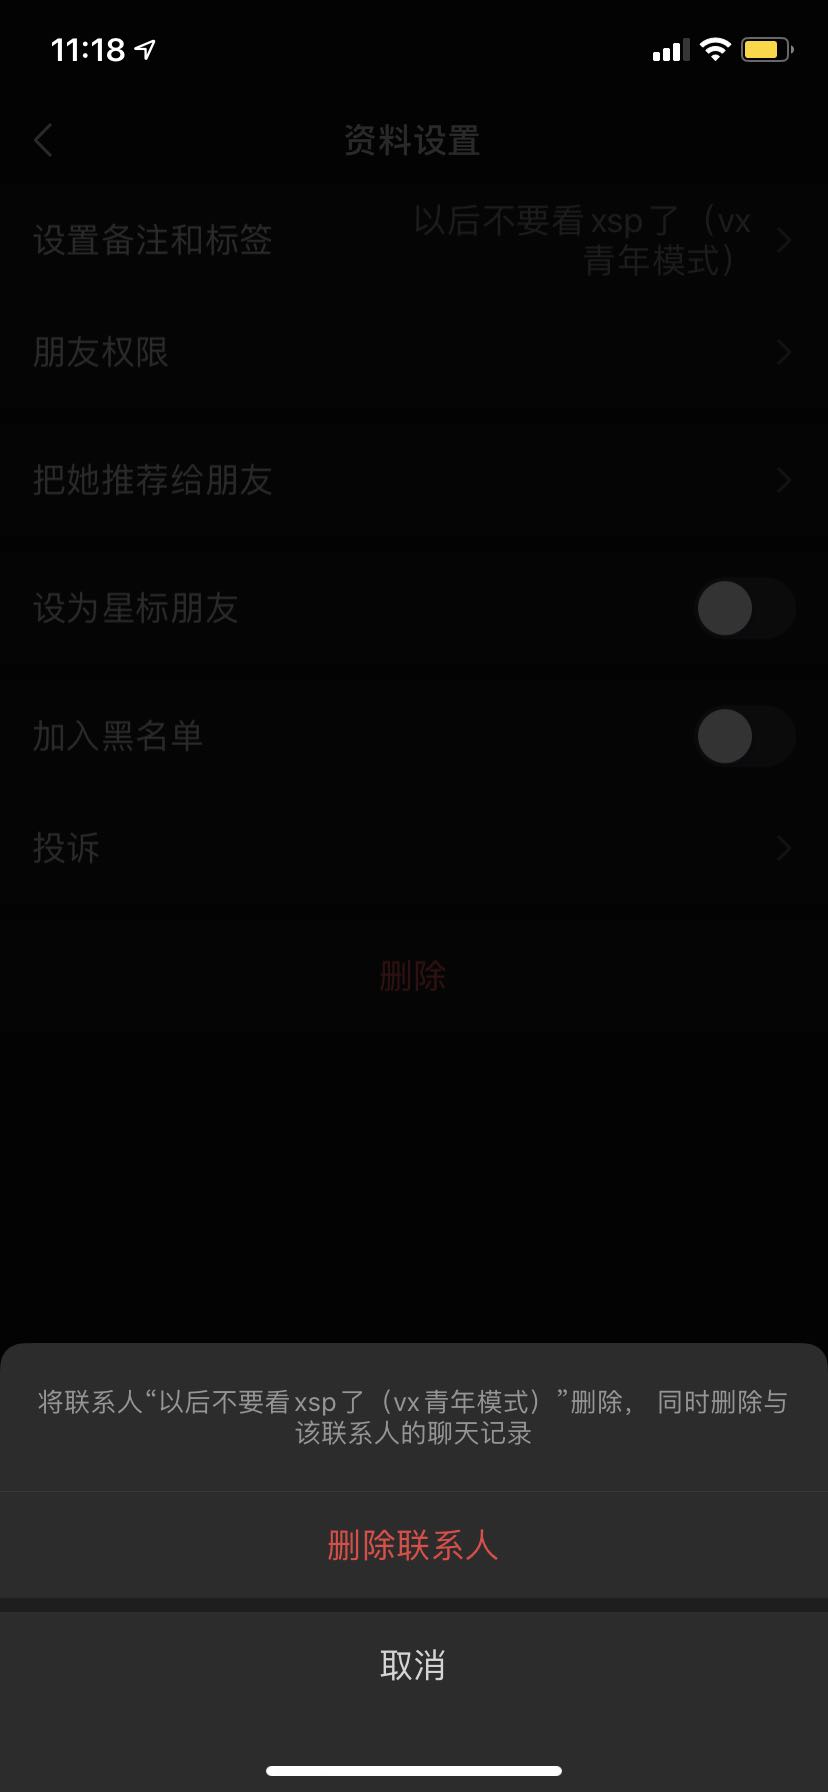 11:18
资料设置
设置备注和标签
以后不要看xsp了（vx
青年模式）
朋友权限
把她推荐给朋友
设为星标朋友
加入黑名单
投诉
删除
将联系人“以后不要看xsp了（vx青年模式）”删除， 同时删除与
该联系人的聊天记录
删除联系人
取消